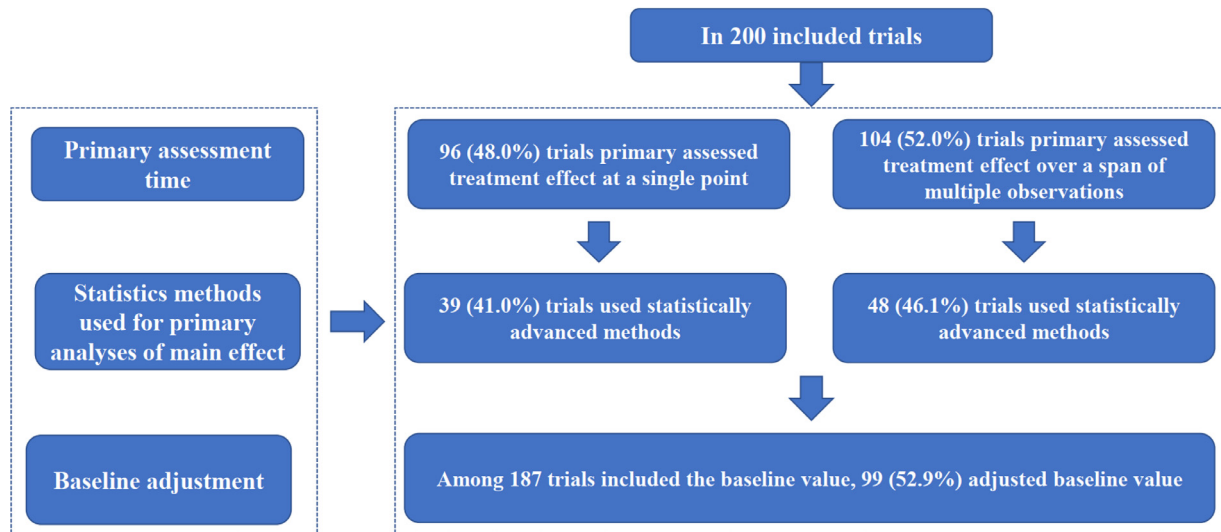 In 200 included trials
Primary assessment
time
96 (48.0%) trials primary assessed
treatment effect at a single point
104 (52.0%) trials primary assessed
treatment effect over a span of
multiple observations
Statistics methods
used for primary
analyses of main effect
39 (41.0%) trials used statistically
advanced methods
48 (46.1%) trials used statistically
advanced methods
Baseline adjustment
Among 187 trials included the baseline value, 99 (52.9%) adjusted baseline value